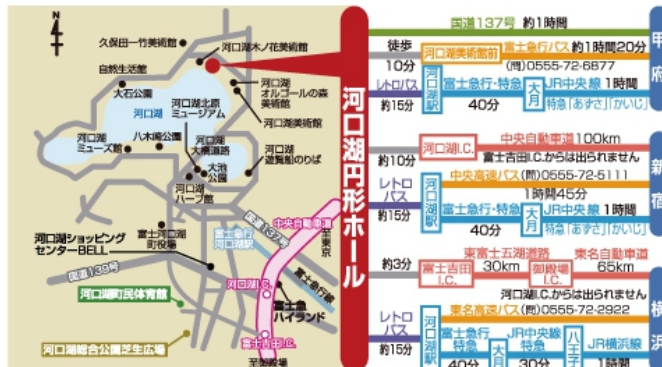 久保田一竹美術館
河口湖木ノ花美術館
自然生活館
大石公園
河口湖
オルゴールの森
美術館
河口湖
河口湖北原
ミュージアム
河口湖美術館
河口湖
ミューズ館
八木崎公園
河口湖
大橋道路
大池
公園
河口湖
遊覧船のりば
河口湖
ハーブ館
国道137号
中央自動車道
至東京
富士河口湖
町役場
富士急行
河口湖駅
河口湖ショッピング
センターBELL
国道139号
富士急行線
河口湖I.C.
富士急
ハイランド
河口湖町民体育館
富士吉田I.C.
河口湖総合公園芝生広場
至御殿場
河口湖円形ホール
国道137号 約1時間
徒歩
10分
河口湖美術館前
富士急行バス 約1時間20分
(問)0555-72-6877
レトロバス
約15分
河口湖駅
富士急行・特急
40分
大月
JR中央線 1時間
特急「あずさ」「かいじ」
甲府
約10分
河口湖I.C.
中央自動車道100km
富士吉田I.C.からは出られません
レトロ
バス
約15分
河口湖駅
中央高速バス(問)0555-72-5111
1時間45分
富士急行・特急
40分
大月
JR中央線 1時間
特急「あずさ」「かいじ」
新宿
約3分
富士吉田
I.C.
東富士五湖道路
30km
御殿場
I.C.
東名自動車道
65km
河口湖I.C.からは出られません
レトロ
バス
約15分
河口湖駅
東名高速バス(問)0555-72-2922
富士急行
特急
40分
大月
JR中央線
特急
30分
八王子
JR横浜線
1時間
横浜